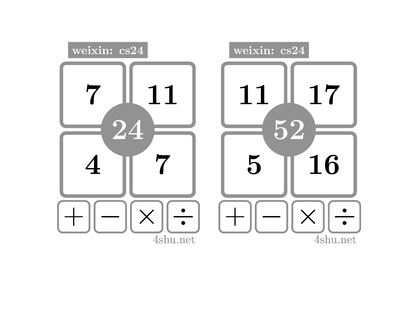 weixin: cs24
7 11
24
4 7
+ − × ÷
4shu.net
weixin: cs24
11 17
52
5 16
+ − × ÷
4shu.net